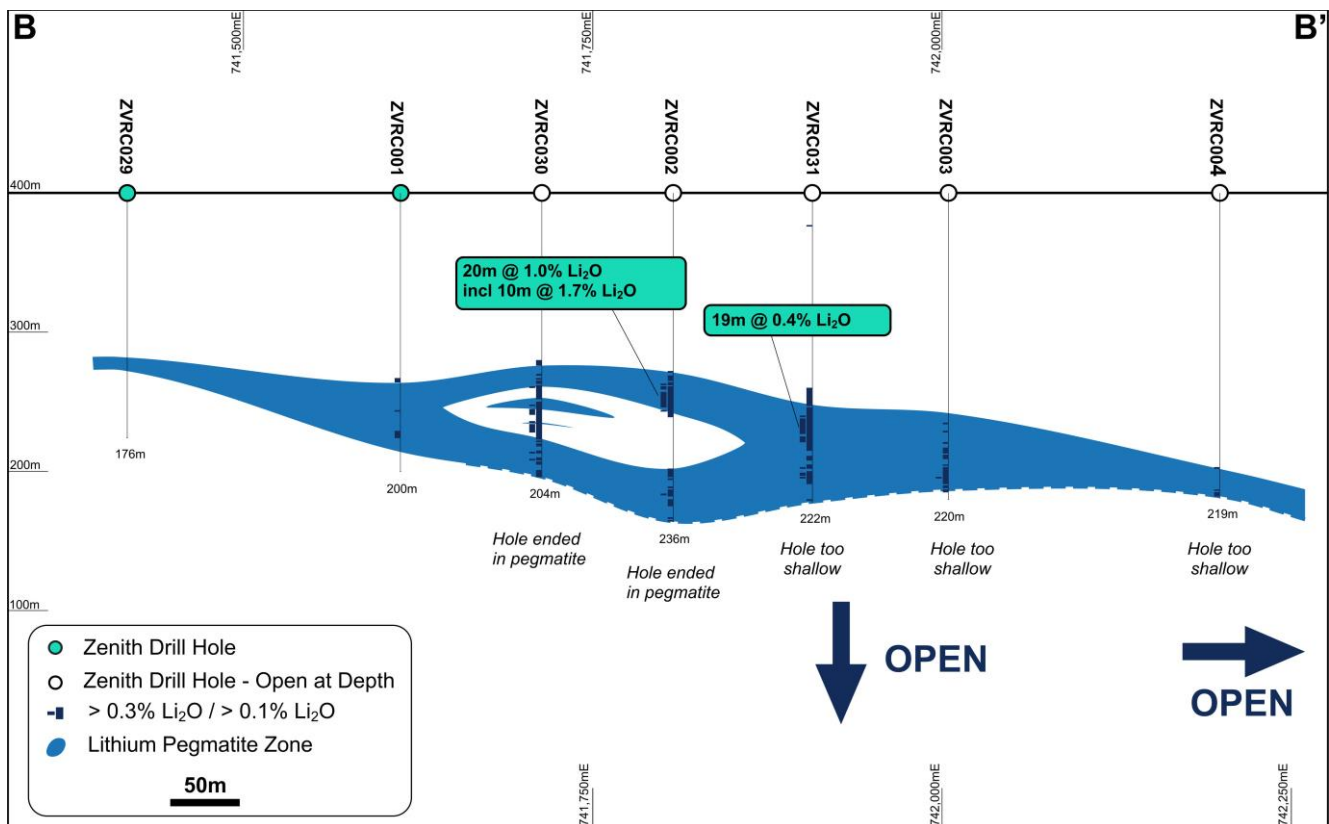 B
B’
741,500mE
741,750mE
742,000mE
ZVRC029
ZVRC001
ZVRC030
ZVRC002
ZVRC031
ZVRC003
ZVRC004
400m
20m @ 1.0% Li₂O
incl 10m @ 1.7% Li₂O
19m @ 0.4% Li₂O
300m
200m
100m
176m
200m
204m
236m
222m
220m
219m
Hole ended
in pegmatite
Hole ended
in pegmatite
Hole too
shallow
Hole too
shallow
Hole too
shallow
OPEN
OPEN
Zenith Drill Hole
Zenith Drill Hole - Open at Depth
> 0.3% Li₂O / > 0.1% Li₂O
Lithium Pegmatite Zone
50m
741,750mE
742,000mE
742,250mE